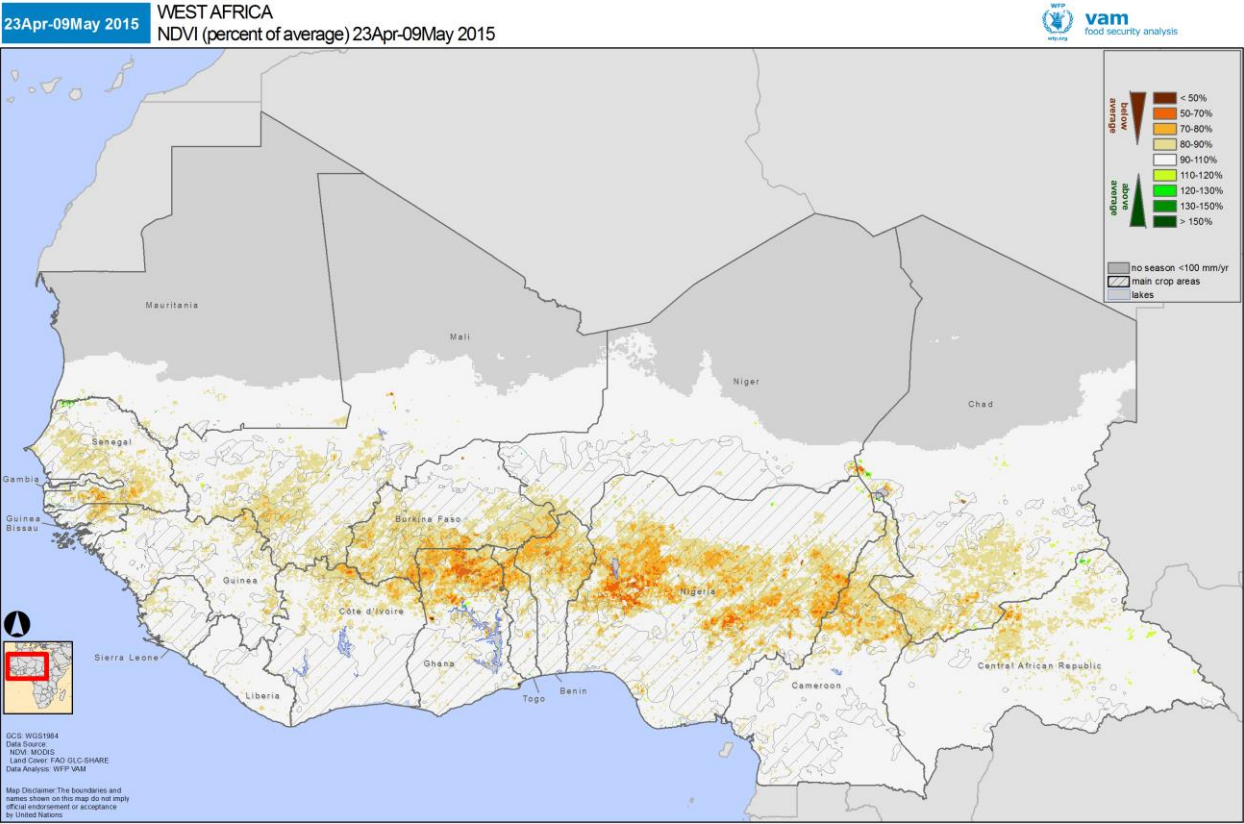 23Apr-09May 2015
WEST AFRICA
NDVI (percent of average) 23Apr-09May 2015
WFP
wfp.org
vam
food security analysis
below
average
above
average
< 50%
50-70%
70-80%
80-90%
90-110%
110-120%
120-130%
130-150%
> 150%
no season <100 mm/yr
main crop areas
lakes
Mauritania
Mali
Niger
Chad
Senegal
Gambia
Guinea
Bissau
Burkina Faso
Guinea
Nigeria
Côte d'Ivoire
Sierra Leone
Ghana
Central African Republic
Liberia
Togo
Benin
Cameroon
GCS: WGS1984
Data Source:
NDVI: MODIS
Land Cover: FAO GLC-SHARE
Data Analysis: WFP VAM
Map Disclaimer:The boundaries and
names shown on this map do not imply
official endorsement or acceptance
by United Nations